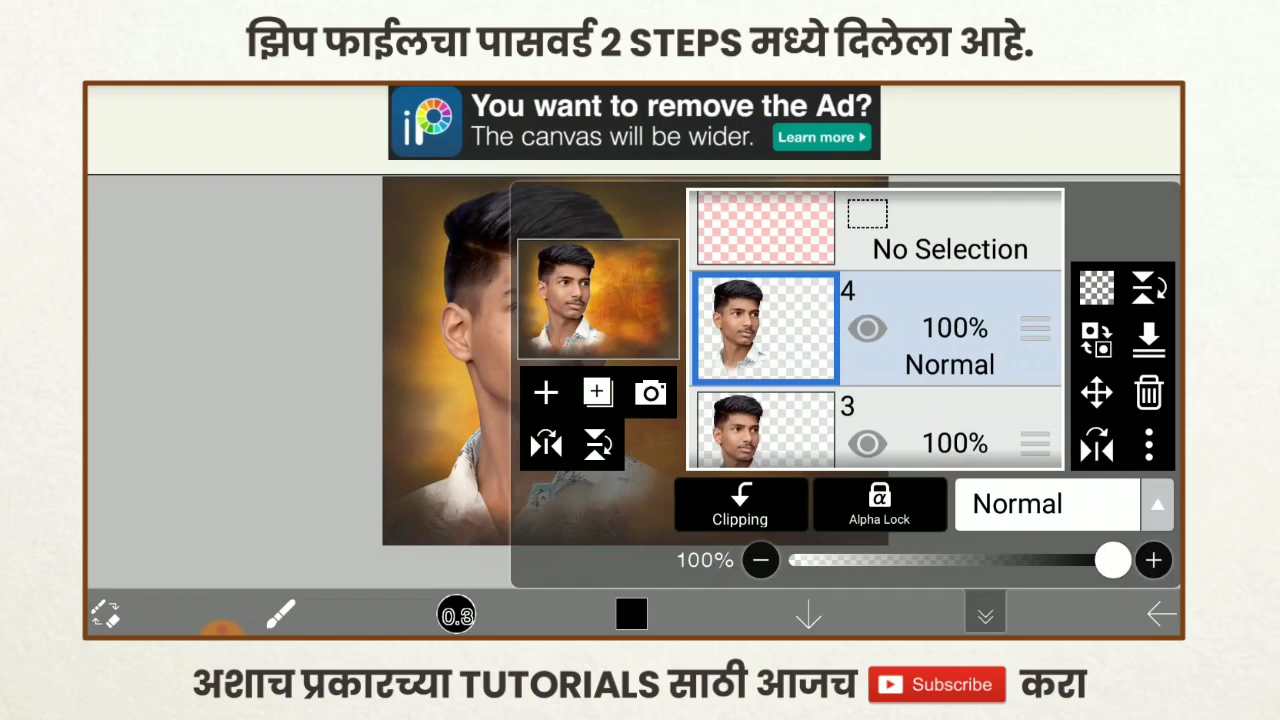 झिप फाईलचा पासवर्ड 2 STEPS मध्ये दिलेला आहे.
iP
You want to remove the Ad?
The canvas will be wider.
Learn more
No Selection
4
100%
Normal
3
100%
Clipping
α
Alpha Lock
Normal
100%
0.3
अशाच प्रकारच्या TUTORIALS साठी आजच Subscribe करा